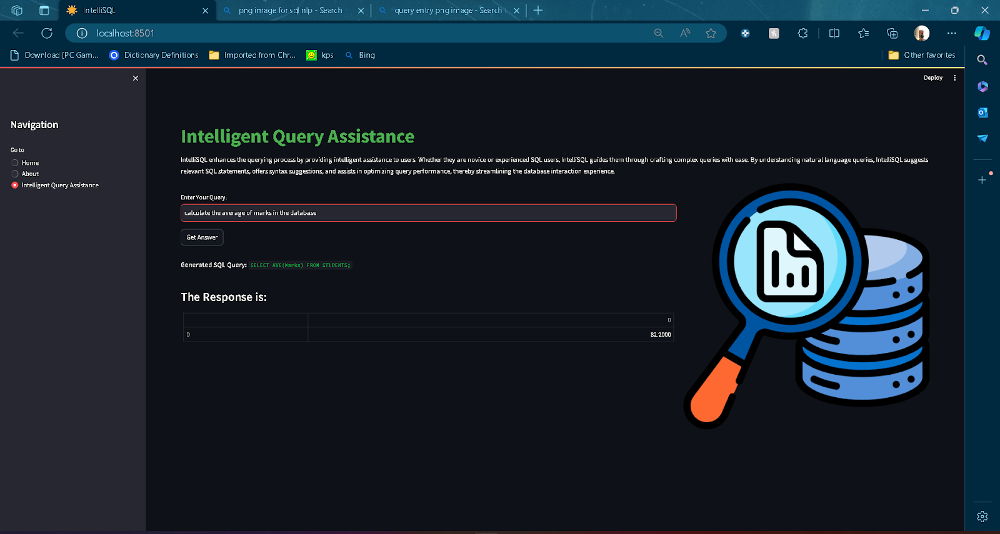 IntelliSQL
png image for sql nlp - Search
query entry png image - Search
localhost:8501
Download [PC Gam...
Dictionary Definitions
Imported from Chr...
kps
Bing
Other favorites
Deploy
Navigation
Go to
Home
About
Intelligent Query Assistance
Intelligent Query Assistance
IntelliSQL enhances the querying process by providing intelligent assistance to users. Whether they are novice or experienced SQL users, IntelliSQL guides them through crafting complex queries with ease. By understanding natural language queries, IntelliSQL suggests
relevant SQL statements, offers syntax suggestions, and assists in optimizing query performance, thereby streamlining the database interaction experience.
Enter Your Query:
calculate the average of marks in the database
Get Answer
Generated SQL Query: SELECT AVG(Marks) FROM STUDENTS;
The Response is:
0
0 82.2000